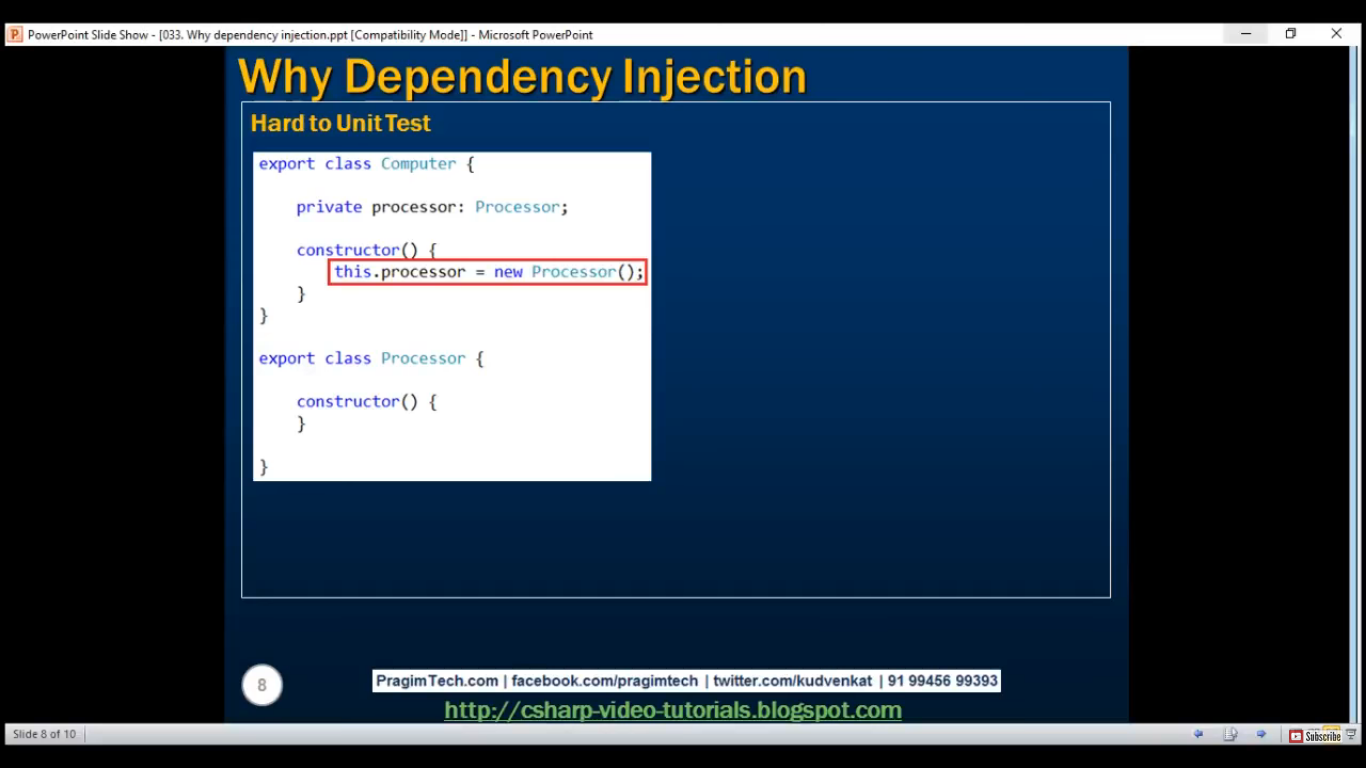 PowerPoint Slide Show - [033. Why dependency injection.ppt [Compatibility Mode]] - Microsoft PowerPoint
Why Dependency Injection
Hard to Unit Test
export class Computer {
private processor: Processor;
constructor() {
this.processor = new Processor();
}
}
export class Processor {
constructor() {
}
}
8
PragimTech.com | facebook.com/pragimtech | twitter.com/kudvenkat | 91 99456 99393
http://csharp-video-tutorials.blogspot.com
Slide 8 of 10
Subscribe